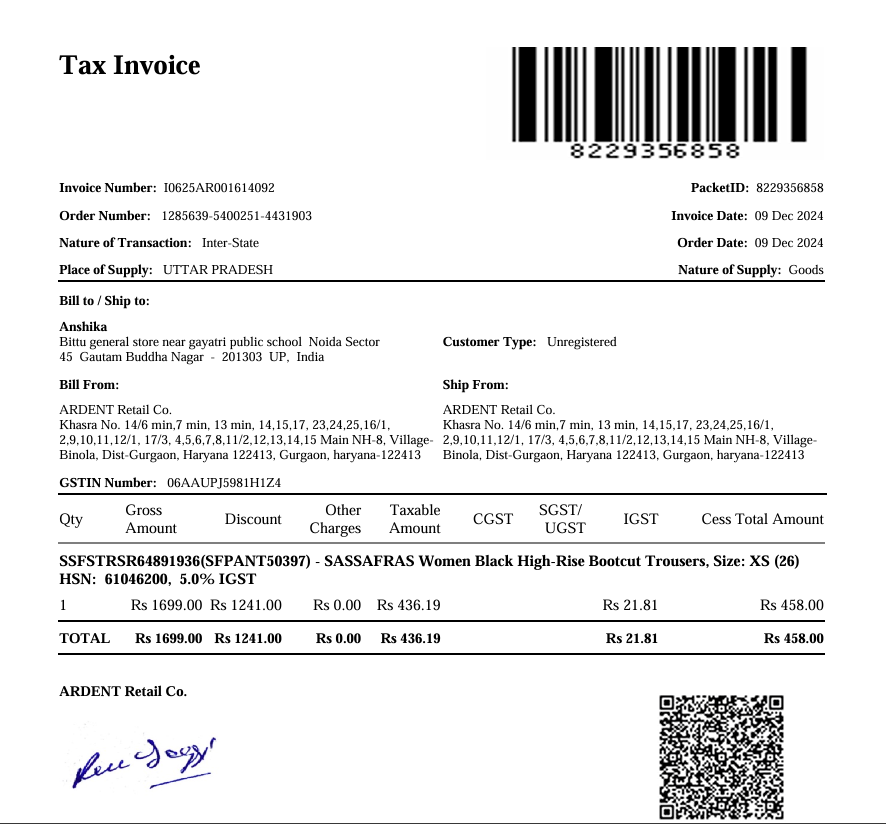 Tax Invoice
8229356858
Invoice Number: I0625AR001614092 PacketID: 8229356858
Order Number: 1285639-5400251-4431903 Invoice Date: 09 Dec 2024
Nature of Transaction: Inter-State Order Date: 09 Dec 2024
Place of Supply: UTTAR PRADESH Nature of Supply: Goods
Bill to / Ship to:
Anshika
Bittu general store near gayatri public school Noida Sector Customer Type: Unregistered
45 Gautam Buddha Nagar - 201303 UP, India
Bill From: Ship From:
ARDENT Retail Co. ARDENT Retail Co.
Khasra No. 14/6 min,7 min, 13 min, 14,15,17, 23,24,25,16/1, Khasra No. 14/6 min,7 min, 13 min, 14,15,17, 23,24,25,16/1,
2,9,10,11,12/1, 17/3, 4,5,6,7,8,11/2,12,13,14,15 Main NH-8, Village- 2,9,10,11,12/1, 17/3, 4,5,6,7,8,11/2,12,13,14,15 Main NH-8, Village-
Binola, Dist-Gurgaon, Haryana 122413, Gurgaon, haryana-122413 Binola, Dist-Gurgaon, Haryana 122413, Gurgaon, haryana-122413
GSTIN Number: 06AAUPJ5981H1Z4
Qty Gross Amount Discount Other Charges Taxable Amount CGST SGST/ UGST IGST Cess Total Amount
SSFSTRSR64891936(SFPANT50397) - SASSAFRAS Women Black High-Rise Bootcut Trousers, Size: XS (26)
HSN: 61046200, 5.0% IGST
1 Rs 1699.00 Rs 1241.00 Rs 0.00 Rs 436.19 Rs 21.81 Rs 458.00
TOTAL Rs 1699.00 Rs 1241.00 Rs 0.00 Rs 436.19 Rs 21.81 Rs 458.00
ARDENT Retail Co.